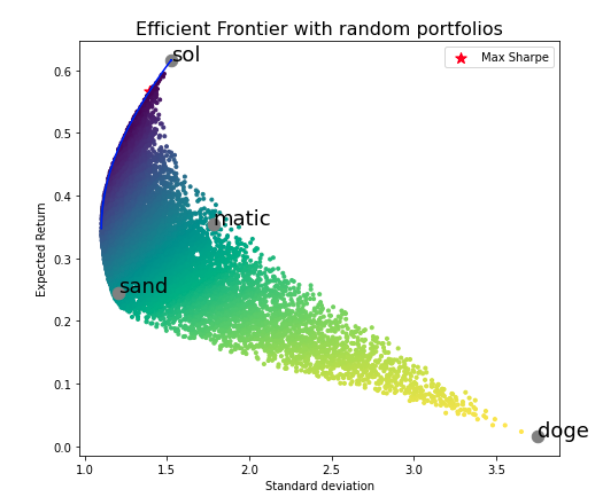 Efficient Frontier with random portfolios
sol
Max Sharpe
0.6
0.5
0.4
matic
0.3
sand
0.2
0.1
doge
0.0
Expected Return
1.0 1.5 2.0 2.5 3.0 3.5
Standard deviation